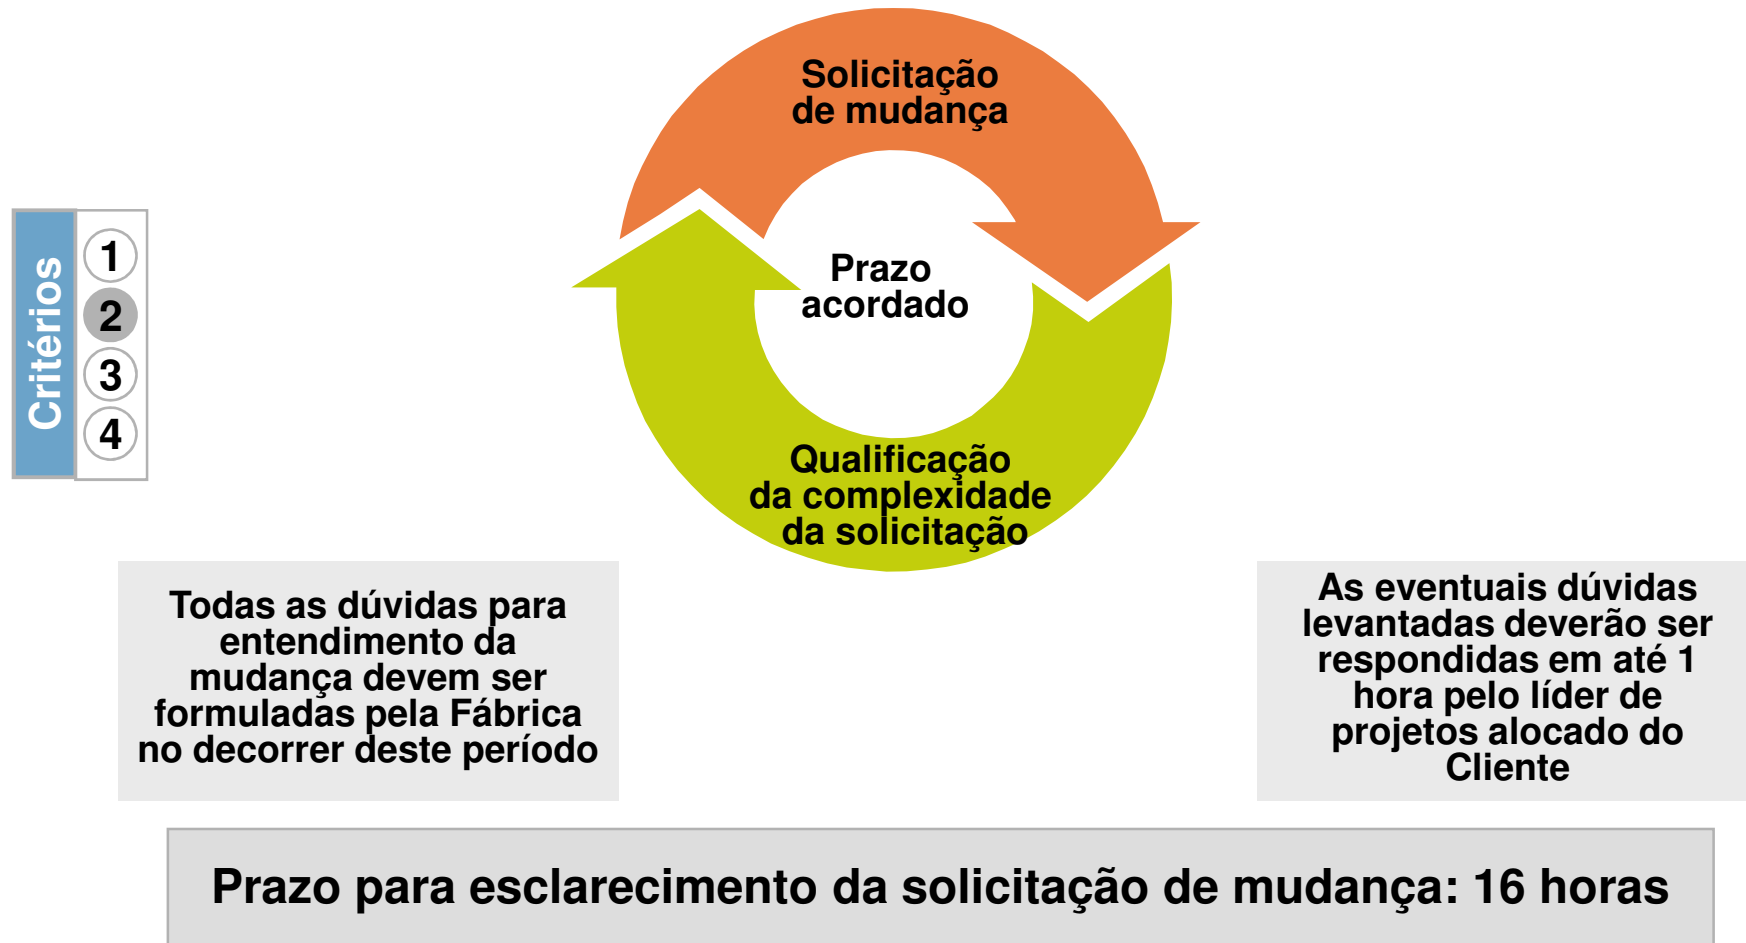 Solicitação
de mudança
Critérios
1
2
3
4
Prazo
acordado
Qualificação
da complexidade
da solicitação
Todas as dúvidas para
entendimento da
mudança devem ser
formuladas pela Fábrica
no decorrer deste período
As eventuais dúvidas
levantadas deverão ser
respondidas em até 1
hora pelo líder de
projetos alocado do
Cliente
Prazo para esclarecimento da solicitação de mudança: 16 horas